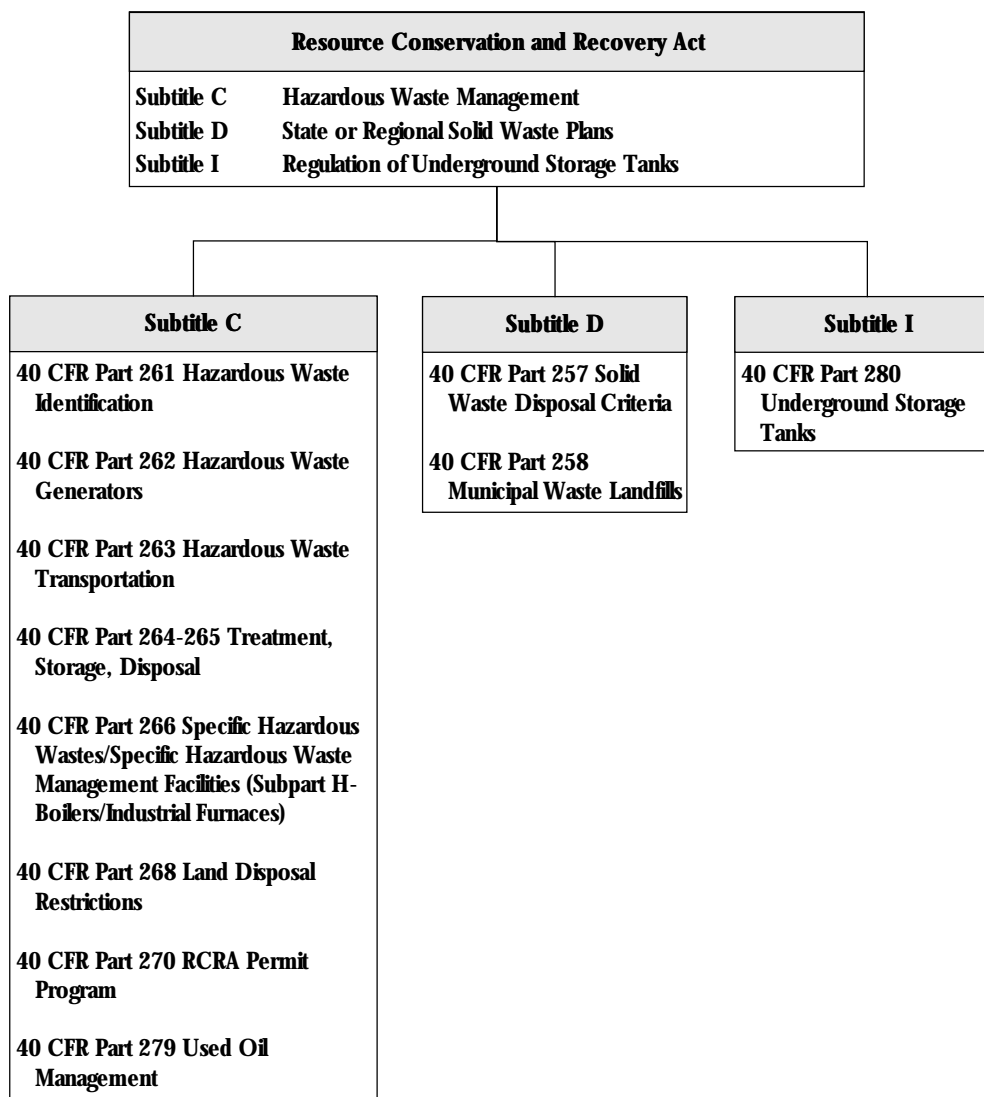 Resource Conservation and Recovery Act
Subtitle C Hazardous Waste Management
Subtitle D State or Regional Solid Waste Plans
Subtitle I Regulation of Underground Storage Tanks
Subtitle C
40 CFR Part 261 Hazardous Waste
Identification
40 CFR Part 262 Hazardous Waste
Generators
40 CFR Part 263 Hazardous Waste
Transportation
40 CFR Part 264-265 Treatment,
Storage, Disposal
40 CFR Part 266 Specific Hazardous
Wastes/Specific Hazardous Waste
Management Facilities (Subpart H-
Boilers/Industrial Furnaces)
40 CFR Part 268 Land Disposal
Restrictions
40 CFR Part 270 RCRA Permit
Program
40 CFR Part 279 Used Oil
Management
Subtitle D
40 CFR Part 257 Solid
Waste Disposal Criteria
40 CFR Part 258
Municipal Waste Landfills
Subtitle I
40 CFR Part 280
Underground Storage
Tanks